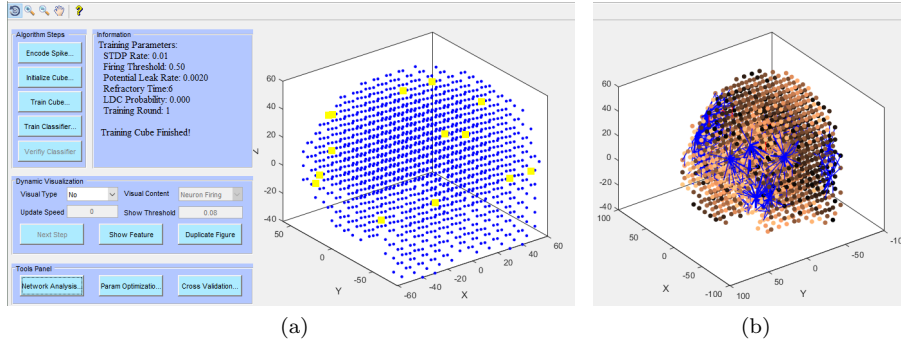 Algorithm Steps
Encode Spike...
Initialize Cube...
Train Cube...
Train Classifier...
Verifiy Classifier
Information
Training Parameters:
STDP Rate: 0.01
Firing Threshold: 0.50
Potential Leak Rate: 0.0020
Refractory Time:6
LDC Probability: 0.000
Training Round: 1
Training Cube Finished!
Dynamic Visualization
Visual Type No Visual Content Neuron Firing
Update Speed 0 Show Threshold 0.08
Next Step Show Feature Duplicate Figure
Tools Panel
Network Analysis... Param Optimizatio... Cross Validation...
60
40
20
0
-20
-40
Z
50
0
-50
Y
-60
-40
-20
0
20
40
60
X
(a)
80
60
40
20
0
-20
-40
100
50
0
-50
-100
X
100
50
0
-50
-10
Y
(b)